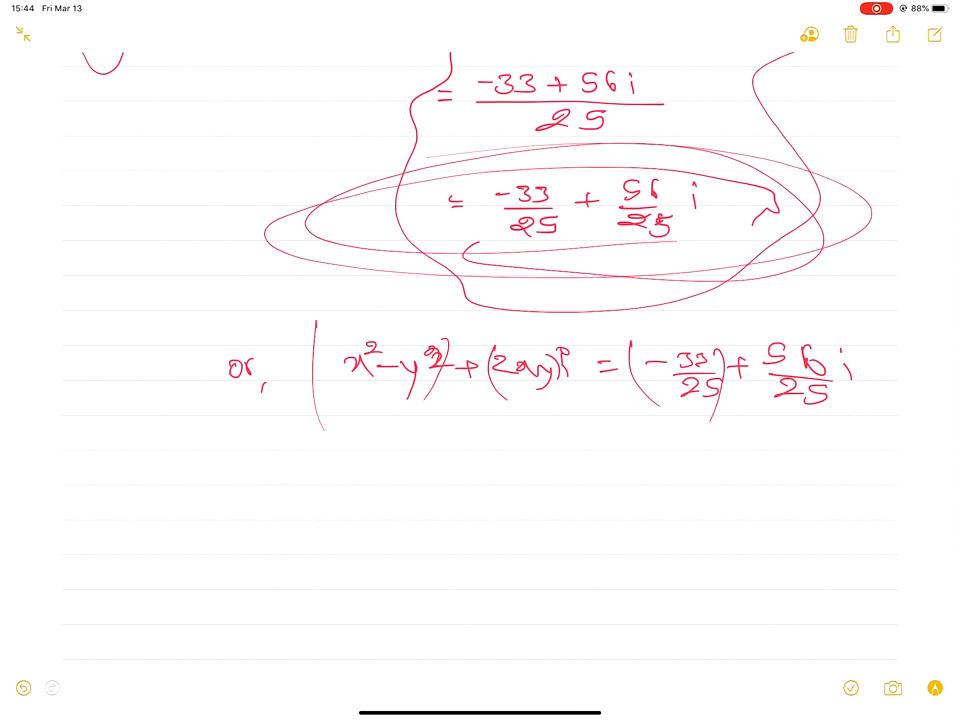 15:44 Fri Mar 13 88%
= -33 + 56 i / 25
= -33/25 + 56/25 i
or, (x² - y²) + (2xy)i = (-33/25) + 56/25 i